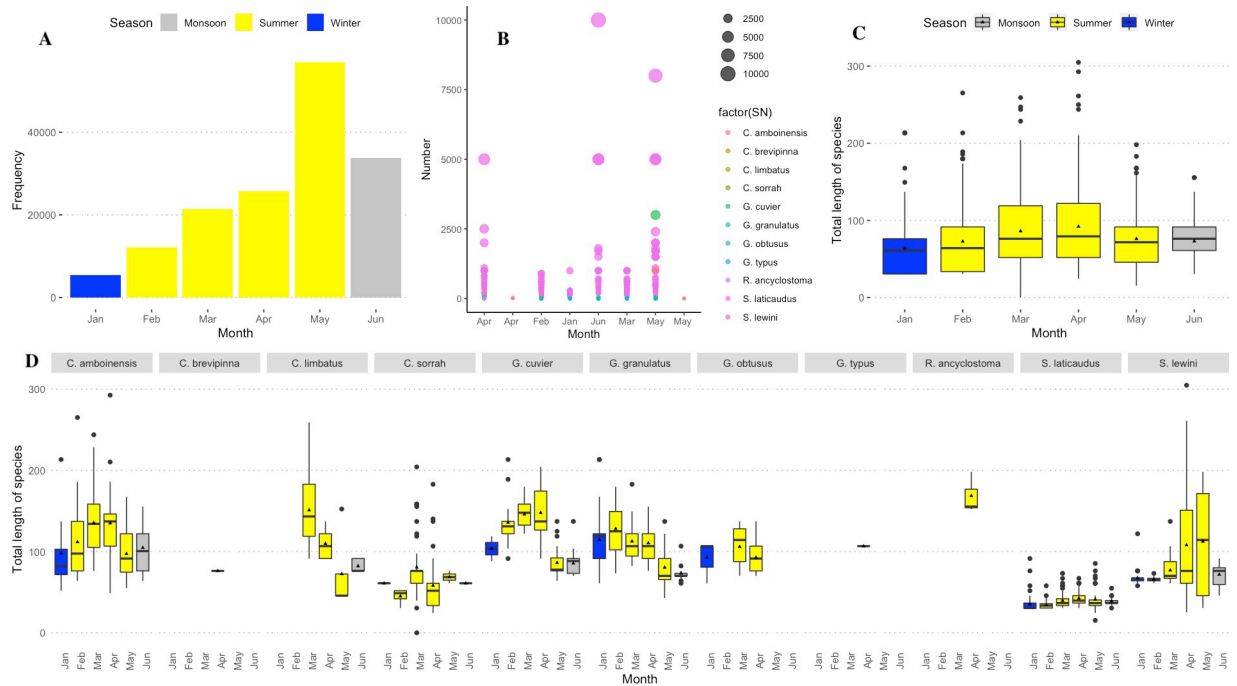 A
Season Monsoon Summer Winter
Frequency
40000
20000
0
Jan Feb Mar Apr May Jun
Month
B
Number
10000
7500
5000
2500
0
Apr Apr Feb Jan Jun Mar May May
Month
2500
5000
7500
10000
factor(SN)
C. amboinensis
C. brevipinna
C. limbatus
C. sorrah
G. cuvier
G. granulatus
G. obtusus
G. typus
R. ancyclostoma
S. laticaudus
S. lewini
C
Season Monsoon Summer Winter
Total length of species
300
200
100
0
Jan Feb Mar Apr May Jun
Month
D
C. amboinensis C. brevipinna C. limbatus C. sorrah G. cuvier G. granulatus G. obtusus G. typus R. ancyclostoma S. laticaudus S. lewini
Total length of species
300
200
100
0
Jan Feb Mar Apr May Jun Jan Feb Mar Apr May Jun Jan Feb Mar Apr May Jun Jan Feb Mar Apr May Jun Jan Feb Mar Apr May Jun Jan Feb Mar Apr May Jun Jan Feb Mar Apr May Jun Jan Feb Mar Apr May Jun Jan Feb Mar Apr May Jun Jan Feb Mar Apr May Jun Jan Feb Mar Apr May Jun
Month